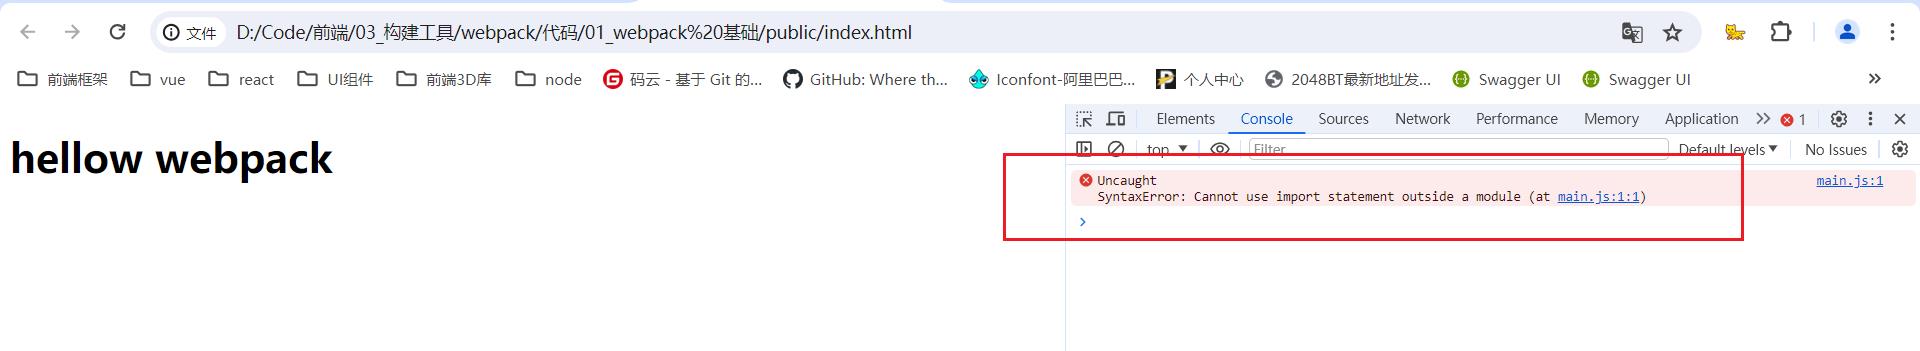 文件 D:/Code/前端/03_构建工具/webpack/代码/01_webpack%20基础/public/index.html
前端框架 vue react UI组件 前端3D库 node 码云 - 基于 Git 的... GitHub: Where th... Iconfont-阿里巴巴... 个人中心 2048BT最新地址发... Swagger UI Swagger UI
Elements Console Sources Network Performance Memory Application 1
top Filter Default levels No Issues
hellow webpack
Uncaught main.js:1
SyntaxError: Cannot use import statement outside a module (at main.js:1:1)